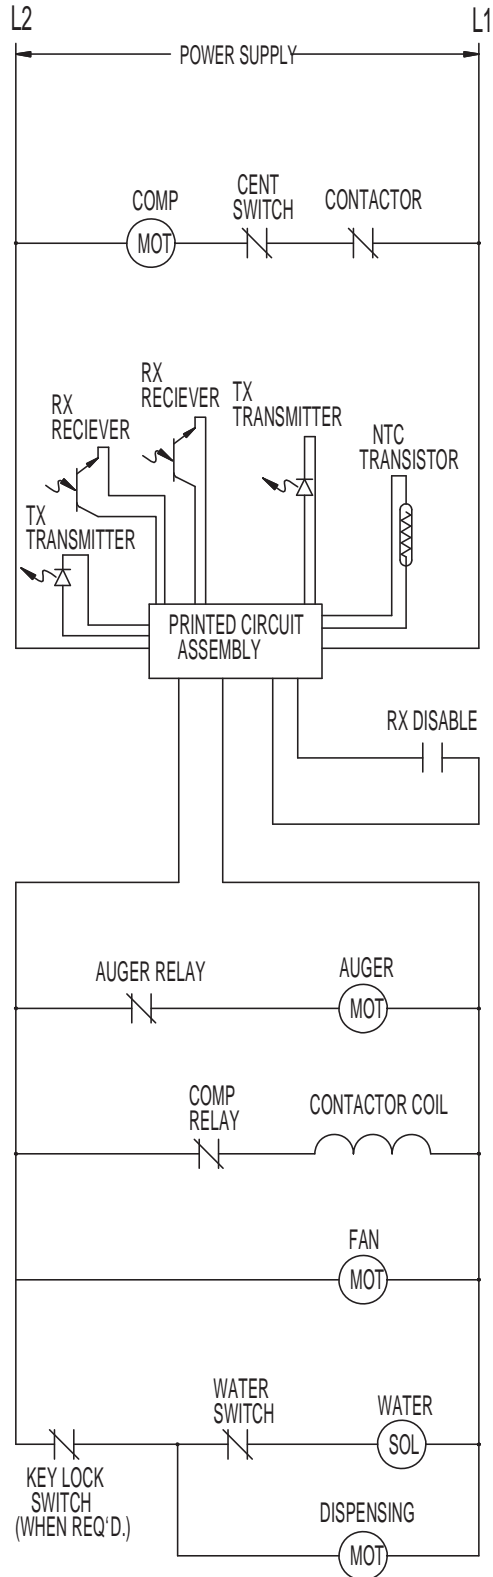 L2
L1
POWER SUPPLY
COMP
MOT
CENT
SWITCH
CONTACTOR
RX
RECIEVER
RX
RECIEVER
TX
TRANSMITTER
NTC
TRANSISTOR
TX
TRANSMITTER
PRINTED CIRCUIT
ASSEMBLY
RX DISABLE
AUGER RELAY
AUGER
MOT
COMP
RELAY
CONTACTOR COIL
FAN
MOT
WATER
SWITCH
WATER
SOL
KEY LOCK
SWITCH
(WHEN REQ'D.)
DISPENSING
MOT